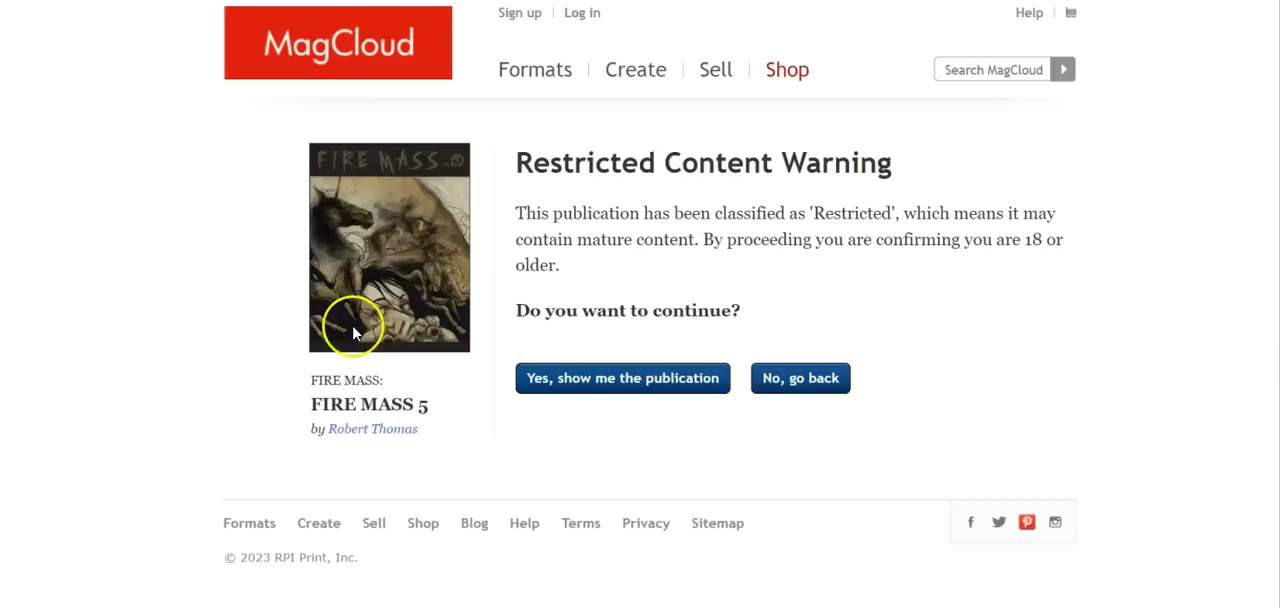 Sign up
Log in
Help
MagCloud
Formats
Create
Sell
Shop
Search MagCloud
FIRE MASS
Restricted Content Warning
This publication has been classified as 'Restricted', which means it may
contain mature content. By proceeding you are confirming you are 18 or
older.
Do you want to continue?
Yes, show me the publication
No, go back
FIRE MASS:
FIRE MASS 5
by Robert Thomas
Formats
Create
Sell
Shop
Blog
Help
Terms
Privacy
Sitemap
© 2023 RPI Print, Inc.